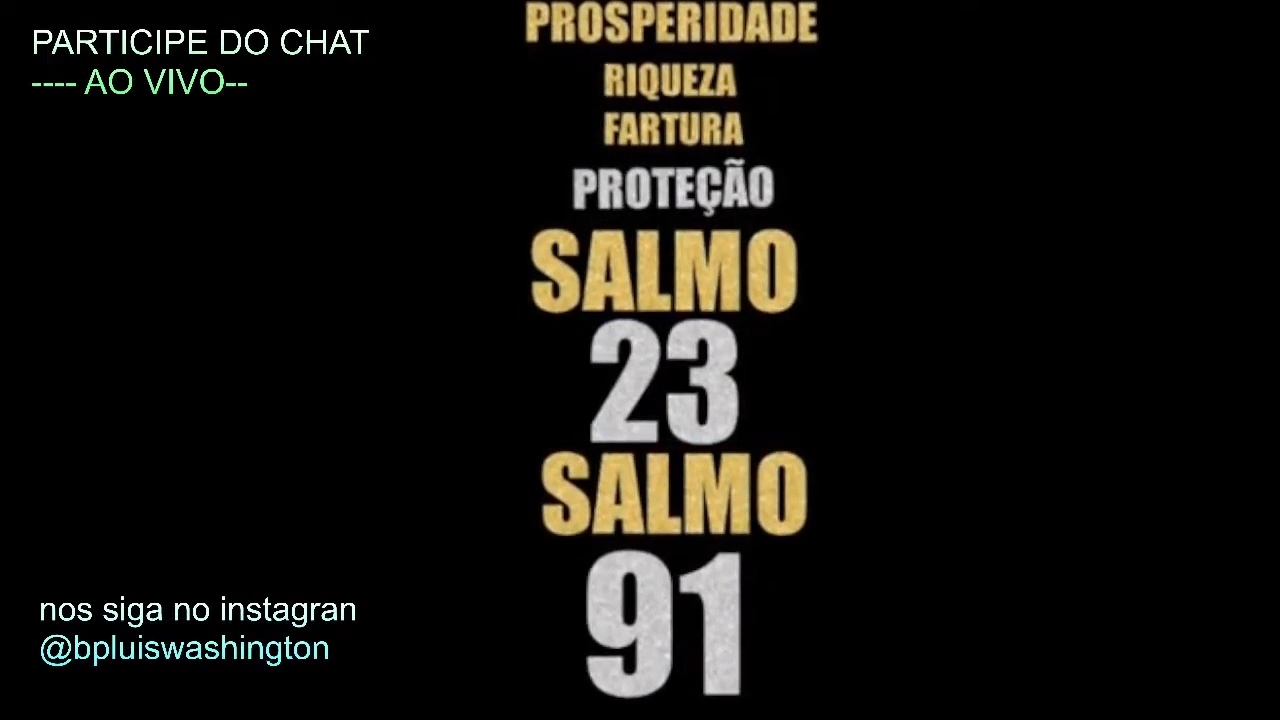 PARTICIPE DO CHAT
---- AO VIVO--
PROSPERIDADE
RIQUEZA
FARTURA
PROTEÇÃO
SALMO
23
SALMO
91
nos siga no instagran
@bpluiswashington